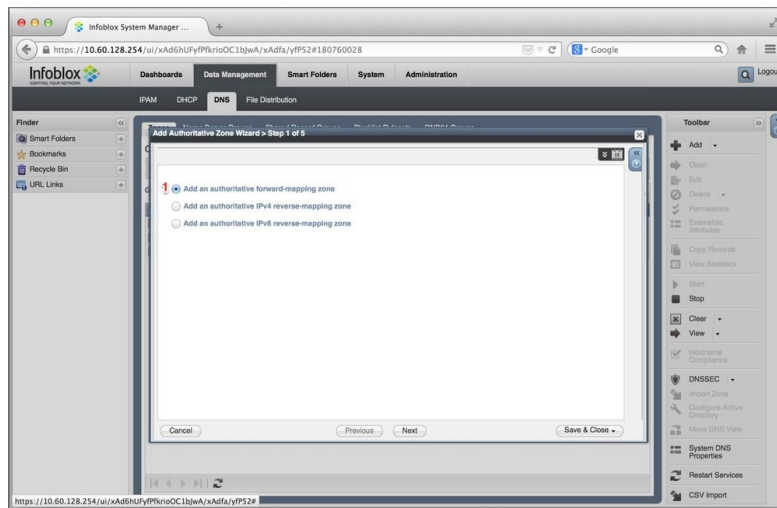 Infoblox System Manager ...
https://10.60.128.254/ui/xAd6hUFyfPfkrioOC1bJwA/xAdfa/yfPS2#180760028
Google
Infoblox
CONTROL YOUR NETWORK
Dashboards
Data Management
Smart Folders
System
Administration
IPAM
DHCP
DNS
File Distribution
Finder
Smart Folders
Bookmarks
Recycle Bin
URL Links
Add Authoritative Zone Wizard > Step 1 of 5
1
Add an authoritative forward-mapping zone
Add an authoritative IPv4 reverse-mapping zone
Add an authoritative IPv6 reverse-mapping zone
Cancel
Previous
Next
Save & Close
Toolbar
Add
Open
Edit
Delete
Permissions
Extensible
Attributes
Copy Records
View Statistics
Start
Stop
Clear
View
Hostname
Compliance
DNSSEC
Import Zone
Configure Active
Directory
Move DNS View
System DNS
Properties
Restart Services
CSV Import
https://10.60.128.254/ui/xAd6hUFyfPfkrioOC1bJwA/xAdfa/yfPS2#